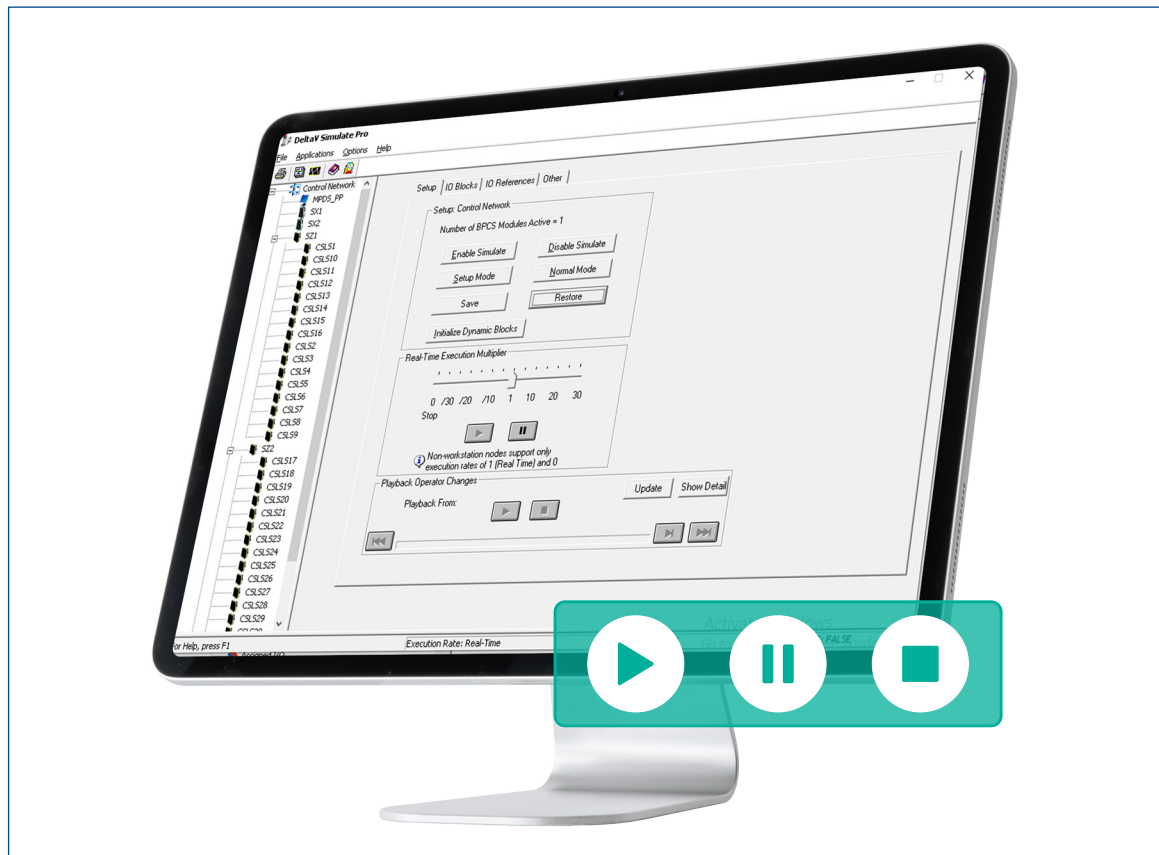 DeltaV Simulate Pro
File Applications Options Help
Control Network
MPD5_PP
SX1
SX2
SZ1
CSLS1
CSLS10
CSLS11
CSLS12
CSLS13
CSLS14
CSLS15
CSLS16
CSLS2
CSLS3
CSLS4
CSLS5
CSLS6
CSLS7
CSLS8
CSLS9
SZ2
CSLS17
CSLS18
CSLS19
CSLS20
CSLS21
CSLS22
CSLS23
CSLS24
CSLS25
CSLS26
CSLS27
CSLS28
CSLS29
Setup IO Blocks IO References Other
Setup: Control Network
Number of BPCS Modules Active = 1
Enable Simulate Disable Simulate
Setup Mode Normal Mode
Save Restore
Initialize Dynamic Blocks
Real-Time Execution Multiplier
0 /30 /20 /10 1 10 20 30
Stop
Non-workstation nodes support only
execution rates of 1 (Real Time) and 0
Playback Operator Changes
Update Show Detail
Playback From:
For Help, press F1
Execution Rate: Real-Time
FALSE
Assigned I/O